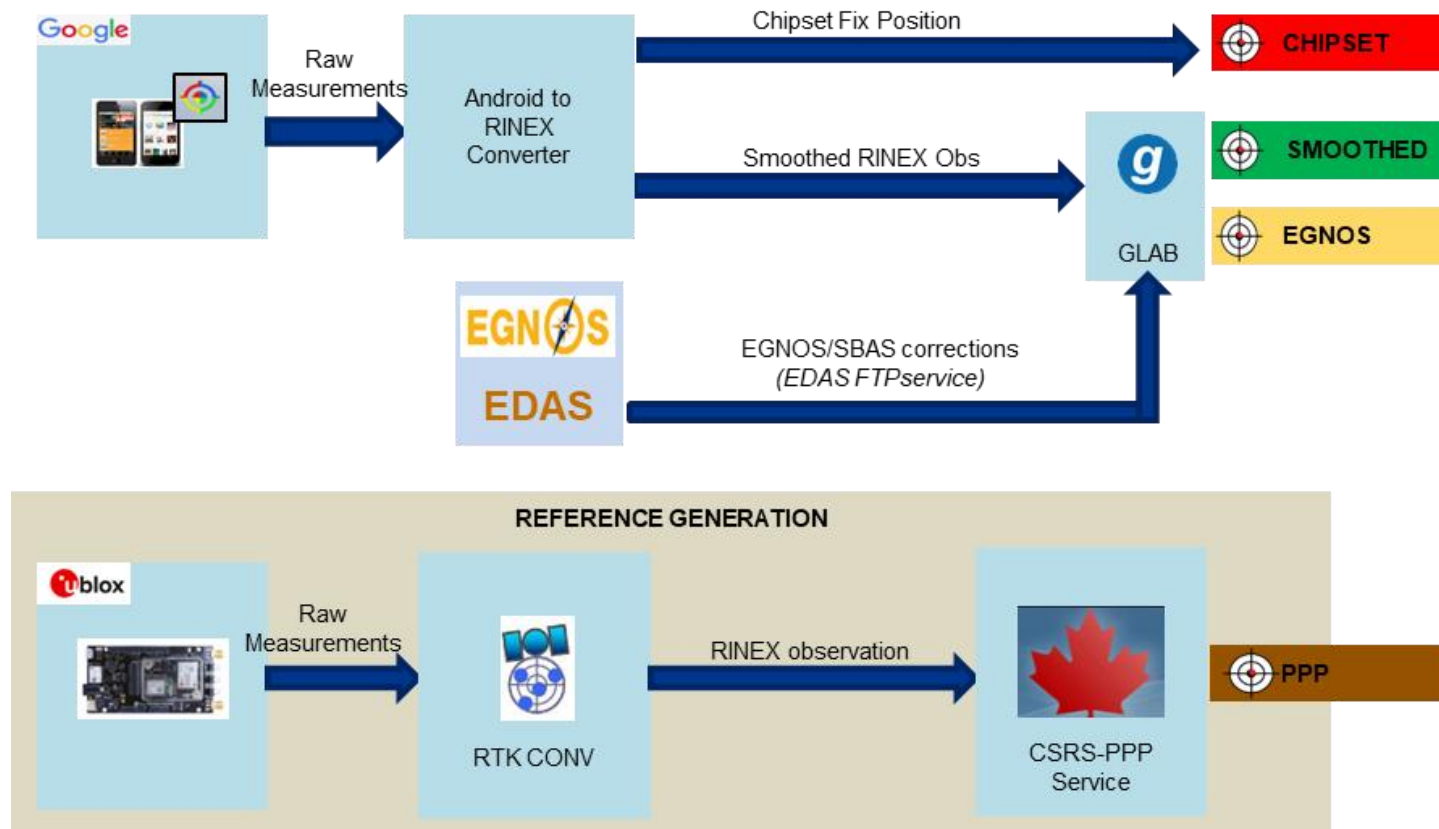 Google
Raw
Measurements
Android to
RINEX
Converter
Chipset Fix Position
CHIPSET
Smoothed RINEX Obs
g
GLAB
SMOOTHED
EGNOS
EGNOS
EDAS
EGNOS/SBAS corrections
(EDAS FTPservice)
REFERENCE GENERATION
ublox
Raw
Measurements
RTK CONV
RINEX observation
CSRS-PPP
Service
PPP